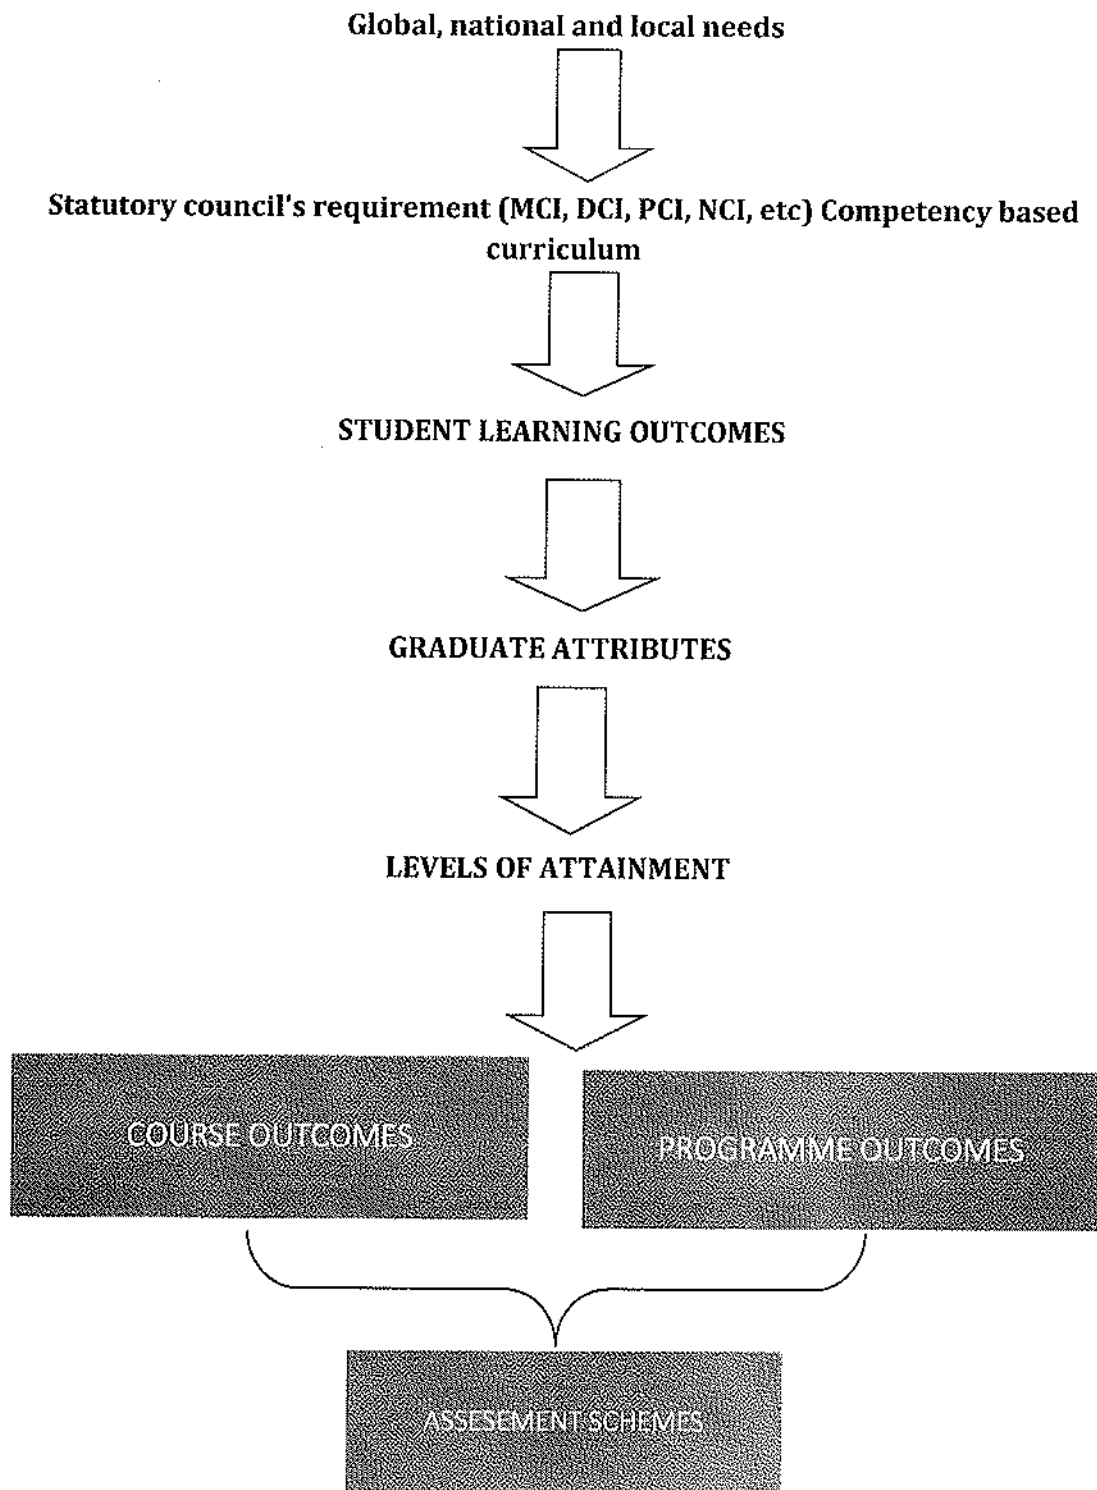 Global, national and local needs
Statutory council's requirement (MCI, DCI, PCI, NCI, etc) Competency based
curriculum
STUDENT LEARNING OUTCOMES
GRADUATE ATTRIBUTES
LEVELS OF ATTAINMENT
COURSE OUTCOMES
PROGRAMME OUTCOMES
ASSESEMENT SCHEMES